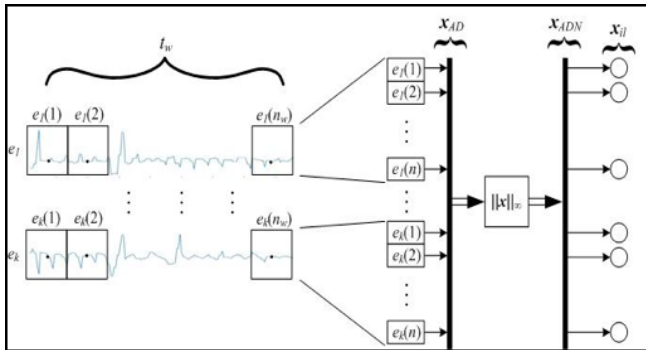 x_AD x_ADN x_il
t_w
e_1(1) e_1(2) e_1(n_w)
e_1
e_k(1) e_k(2) e_k(n_w)
e_k
e_1(1)
e_1(2)
e_1(n)
e_k(1)
e_k(2)
e_k(n)
||x||_∞